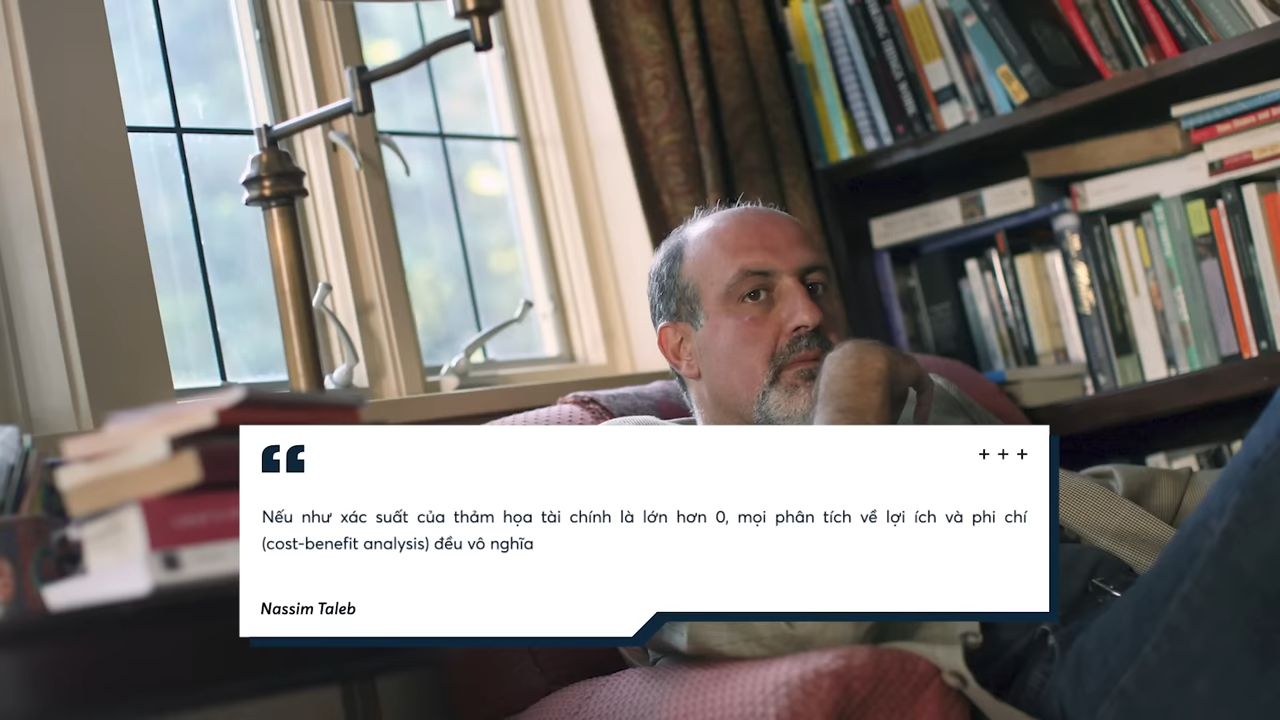 Nếu như xác suất của thảm họa tài chính là lớn hơn 0, mọi phân tích về lợi ích và phi chí
(cost-benefit analysis) đều vô nghĩa
Nassim Taleb